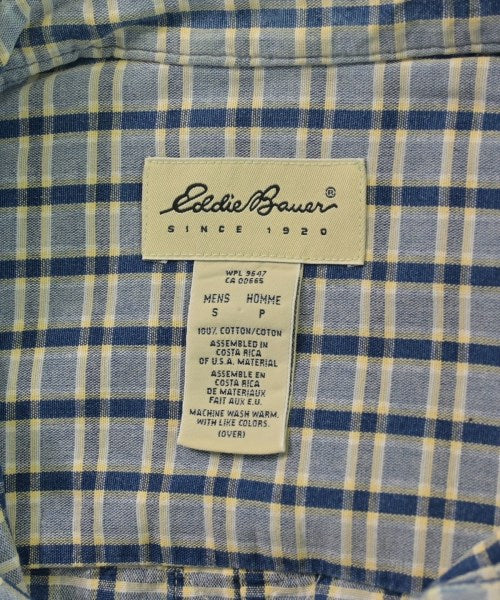 Eddie Bauer®
SINCE 1920
WPL 9647
CA 00665
MENS HOMME
S P
100% COTTON/COTON
ASSEMBLED IN
COSTA RICA
OF U.S.A. MATERIAL
ASSEMBLE EN
COSTA RICA
DE MATERIAUX
FAIT AUX E.U.
MACHINE WASH WARM.
WITH LIKE COLORS.
(OVER)